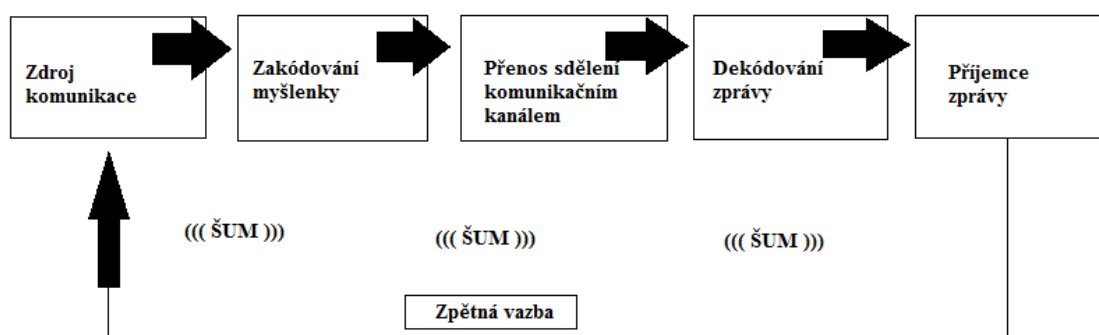 Zdroj
komunikace
Zakódování
myšlenky
Přenos sdělení
komunikačním
kanálem
Dekódování
zprávy
Příjemce
zprávy
((( ŠUM )))
((( ŠUM )))
((( ŠUM )))
Zpětná vazba